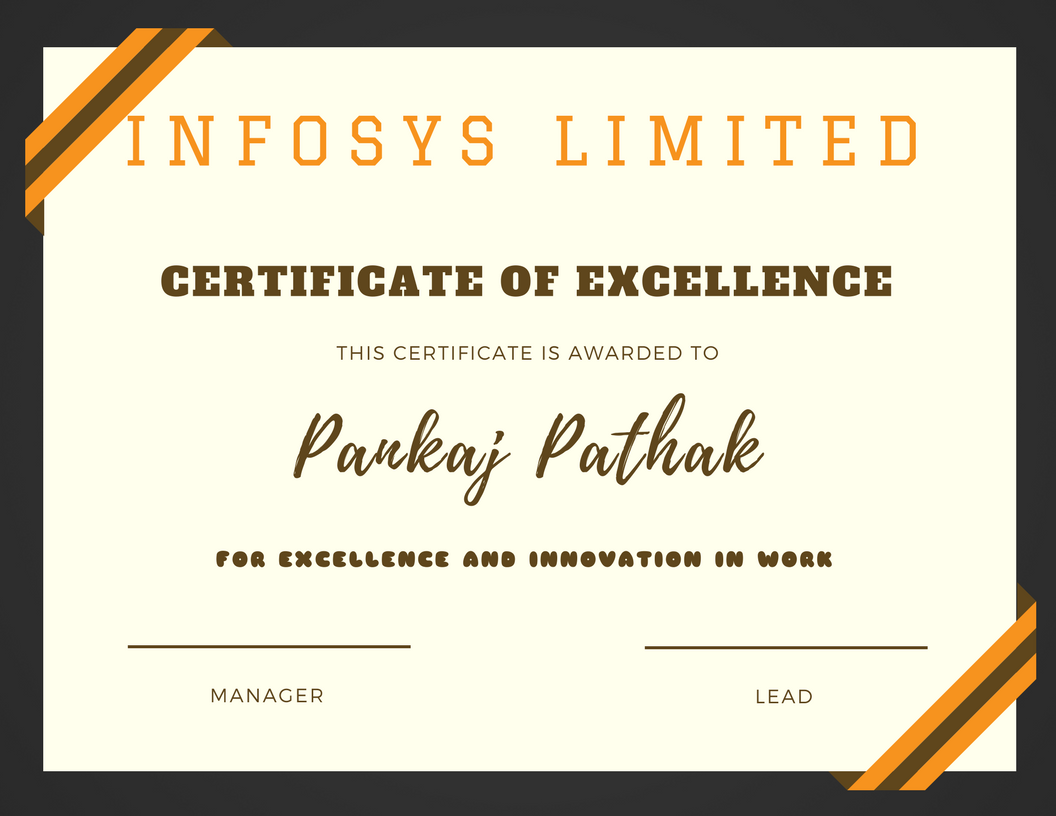 INFOSYS LIMITED
CERTIFICATE OF EXCELLENCE
THIS CERTIFICATE IS AWARDED TO
Pankaj Pathak
FOR EXCELLENCE AND INNOVATION IN WORK
MANAGER LEAD